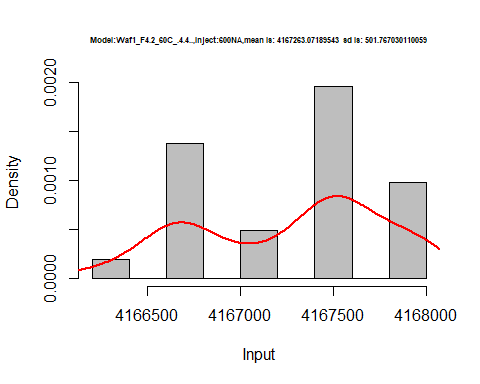 Model:Waf1_F4.2_60C_.4.4.,Inject:600NA,mean is: 4167263.07189543 sd is: 501.767030110059
Density
0.0020
0.0010
0.0000
4166500 4167000 4167500 4168000
Input